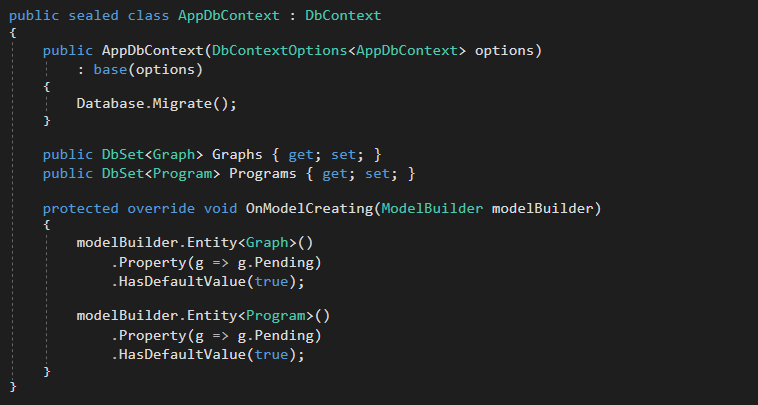 public sealed class AppDbContext : DbContext
{
    public AppDbContext(DbContextOptions<AppDbContext> options)
        : base(options)
    {
        Database.Migrate();
    }

    public DbSet<Graph> Graphs { get; set; }
    public DbSet<Program> Programs { get; set; }

    protected override void OnModelCreating(ModelBuilder modelBuilder)
    {
        modelBuilder.Entity<Graph>()
            .Property(g => g.Pending)
            .HasDefaultValue(true);

        modelBuilder.Entity<Program>()
            .Property(g => g.Pending)
            .HasDefaultValue(true);
    }
}